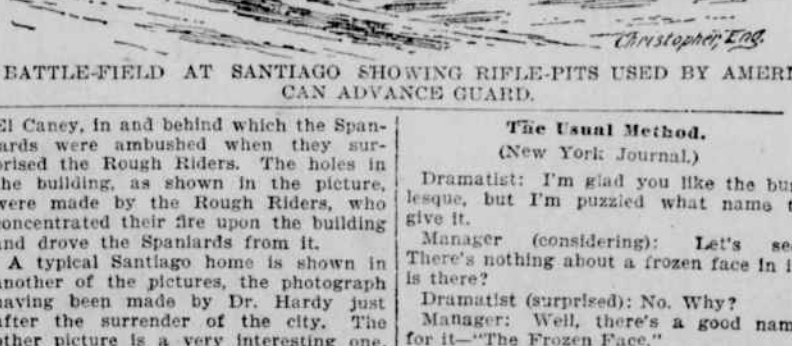 Christopher, Eng.
BATTLE-FIELD AT SANTIAGO SHOWING RIFLE-PITS USED BY AMERI
CAN ADVANCE GUARD.
El Caney, in and behind which the Span-
ards were ambushed when they sur-
prised the Rough Riders. The holes in
the building, as shown in the picture,
were made by the Rough Riders, who
concentrated their fire upon the building
and drove the Spaniards from it.
A typical Santiago home is shown in
another of the pictures, the photograph
having been made by Dr. Hardy just
after the surrender of the city. The
other picture is a very interesting one,
The Usual Method.
(New York Journal.)
Dramatist: I'm glad you like the bur
lesque, but I'm puzzled what name t
give it.
Manager (considering): Let's see
There's nothing about a frozen face in i
is there?
Dramatist (surprised): No. Why?
Manager: Well, there's a good nam
for it—"The Frozen Face."